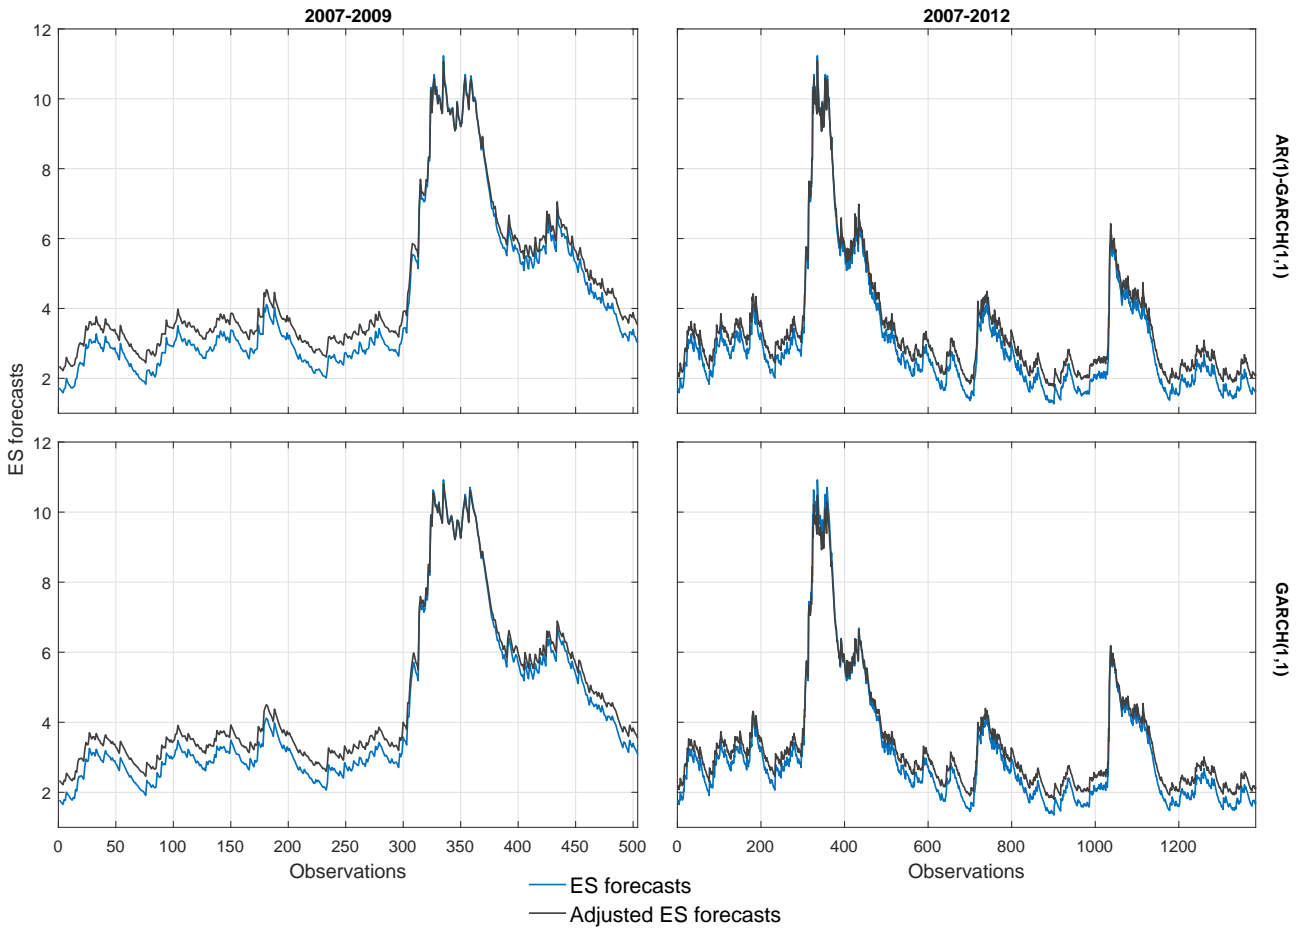 2007-2009
2007-2012
12
10
8
6
4
2
AR(1)-GARCH(1,1)
ES forecasts
12
10
8
6
4
2
GARCH(1,1)
0 50 100 150 200 250 300 350 400 450 500
0 200 400 600 800 1000 1200
Observations
Observations
ES forecasts
Adjusted ES forecasts